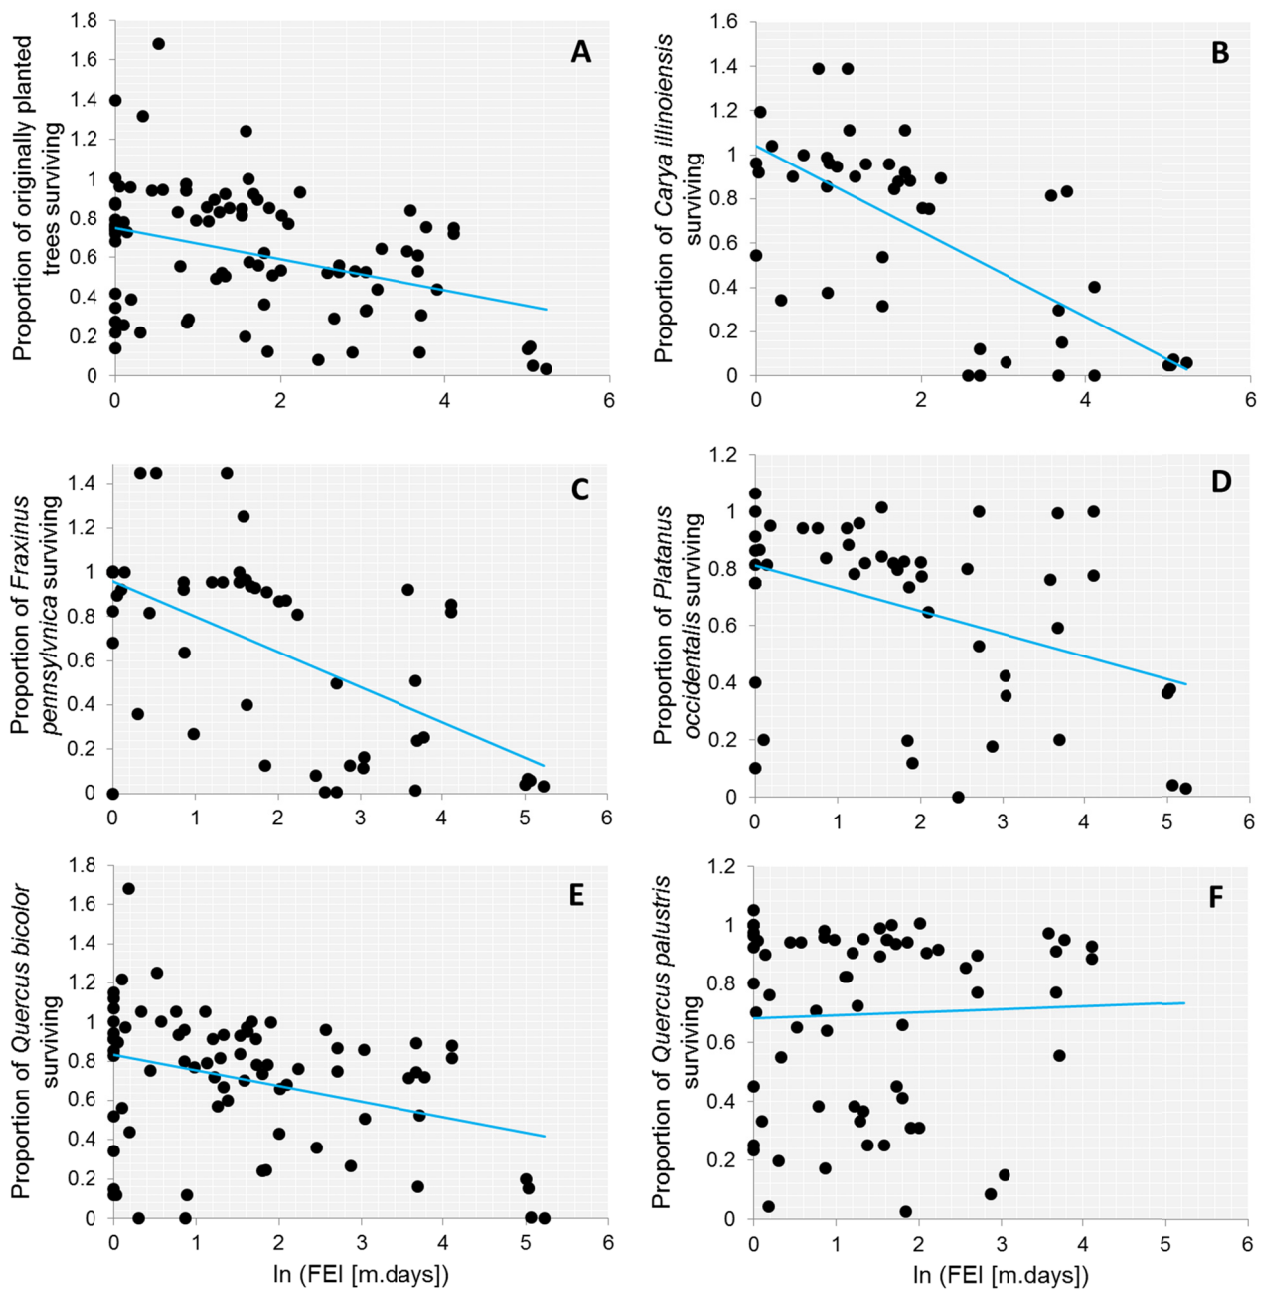 A
Proportion of originally planted
trees surviving
1.8
1.6
1.4
1.2
1
0.8
0.6
0.4
0.2
0
0 2 4 6
B
Proportion of Carya illinoiensis
surviving
1.6
1.4
1.2
1
0.8
0.6
0.4
0.2
0
0 2 4 6
C
Proportion of Fraxinus
pennsylvnica surviving
1.4
1.2
1
0.8
0.6
0.4
0.2
0
0 1 2 3 4 5 6
D
Proportion of Platanus
occidentalis surviving
1.2
1
0.8
0.6
0.4
0.2
0
0 1 2 3 4 5 6
E
Proportion of Quercus bicolor
surviving
1.8
1.6
1.4
1.2
1
0.8
0.6
0.4
0.2
0
0 1 2 3 4 5 6
ln (FEI [m.days])
F
Proportion of Quercus palustris
surviving
1.2
1
0.8
0.6
0.4
0.2
0
0 1 2 3 4 5 6
ln (FEI [m.days])